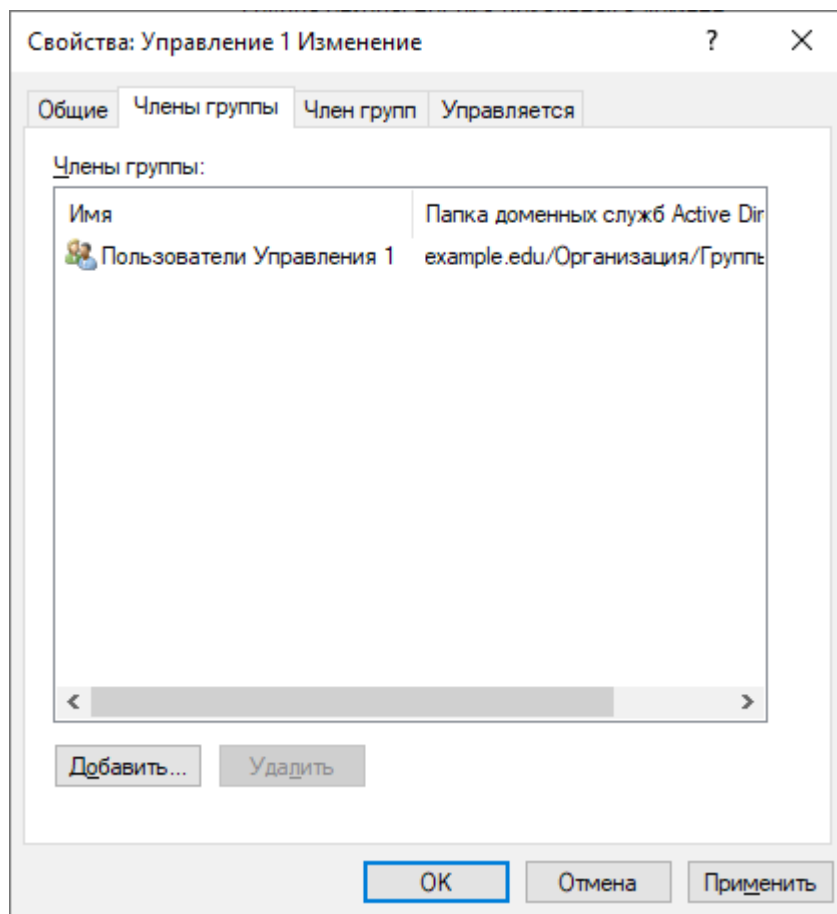 Свойства: Управление 1 Изменение
?
Общие
Члены группы
Член групп
Управляется
Члены группы:
Имя
Папка доменных служб Active Dir
Пользователи Управления 1
example.edu/Организация/Группы
Добавить...
Удалить
OK
Отмена
Применить